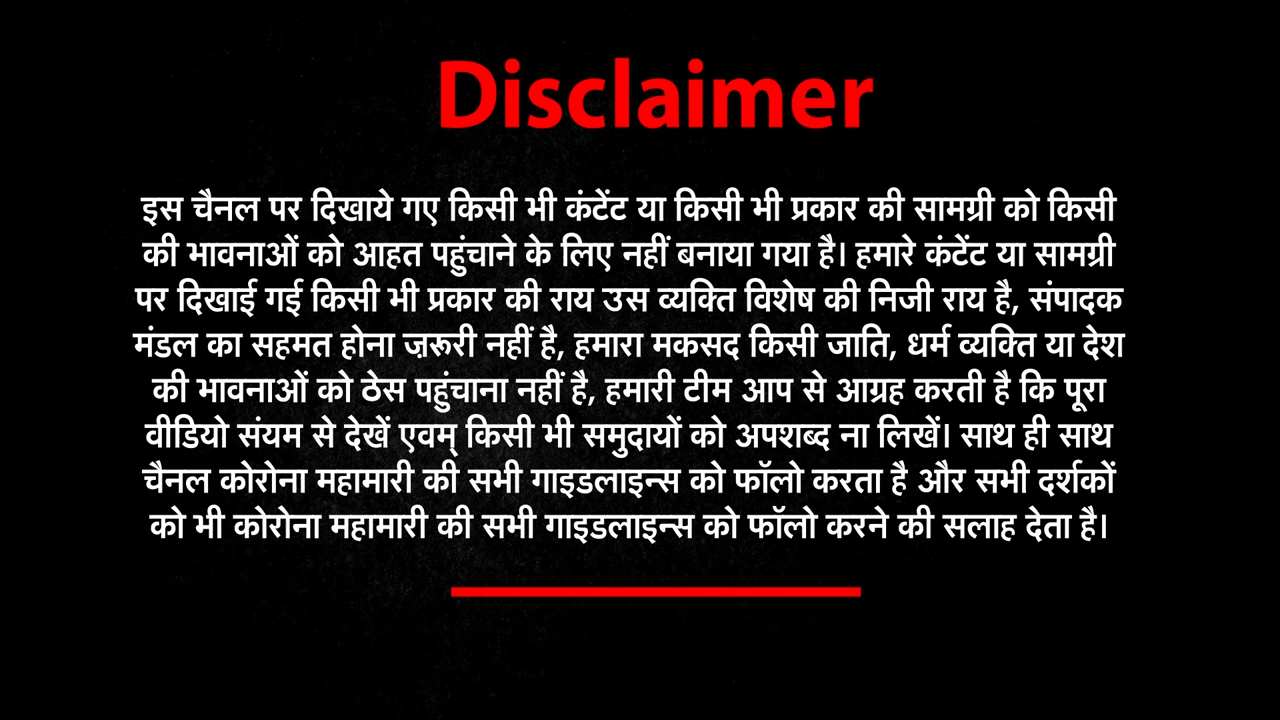 Disclaimer
इस चैनल पर दिखाये गए किसी भी कंटेंट या किसी भी प्रकार की सामग्री को किसी
की भावनाओं को आहत पहुंचाने के लिए नहीं बनाया गया है। हमारे कंटेंट या सामग्री
पर दिखाई गई किसी भी प्रकार की राय उस व्यक्ति विशेष की निजी राय है, संपादक
मंडल का सहमत होना ज़रूरी नहीं है, हमारा मकसद किसी जाति, धर्म व्यक्ति या देश
की भावनाओं को ठेस पहुंचाना नहीं है, हमारी टीम आप से आग्रह करती है कि पूरा
वीडियो संयम से देखें एवम् किसी भी समुदायों को अपशब्द ना लिखें। साथ ही साथ
चैनल कोरोना महामारी की सभी गाइडलाइन्स को फॉलो करता है और सभी दर्शकों
को भी कोरोना महामारी की सभी गाइडलाइन्स को फॉलो करने की सलाह देता है।